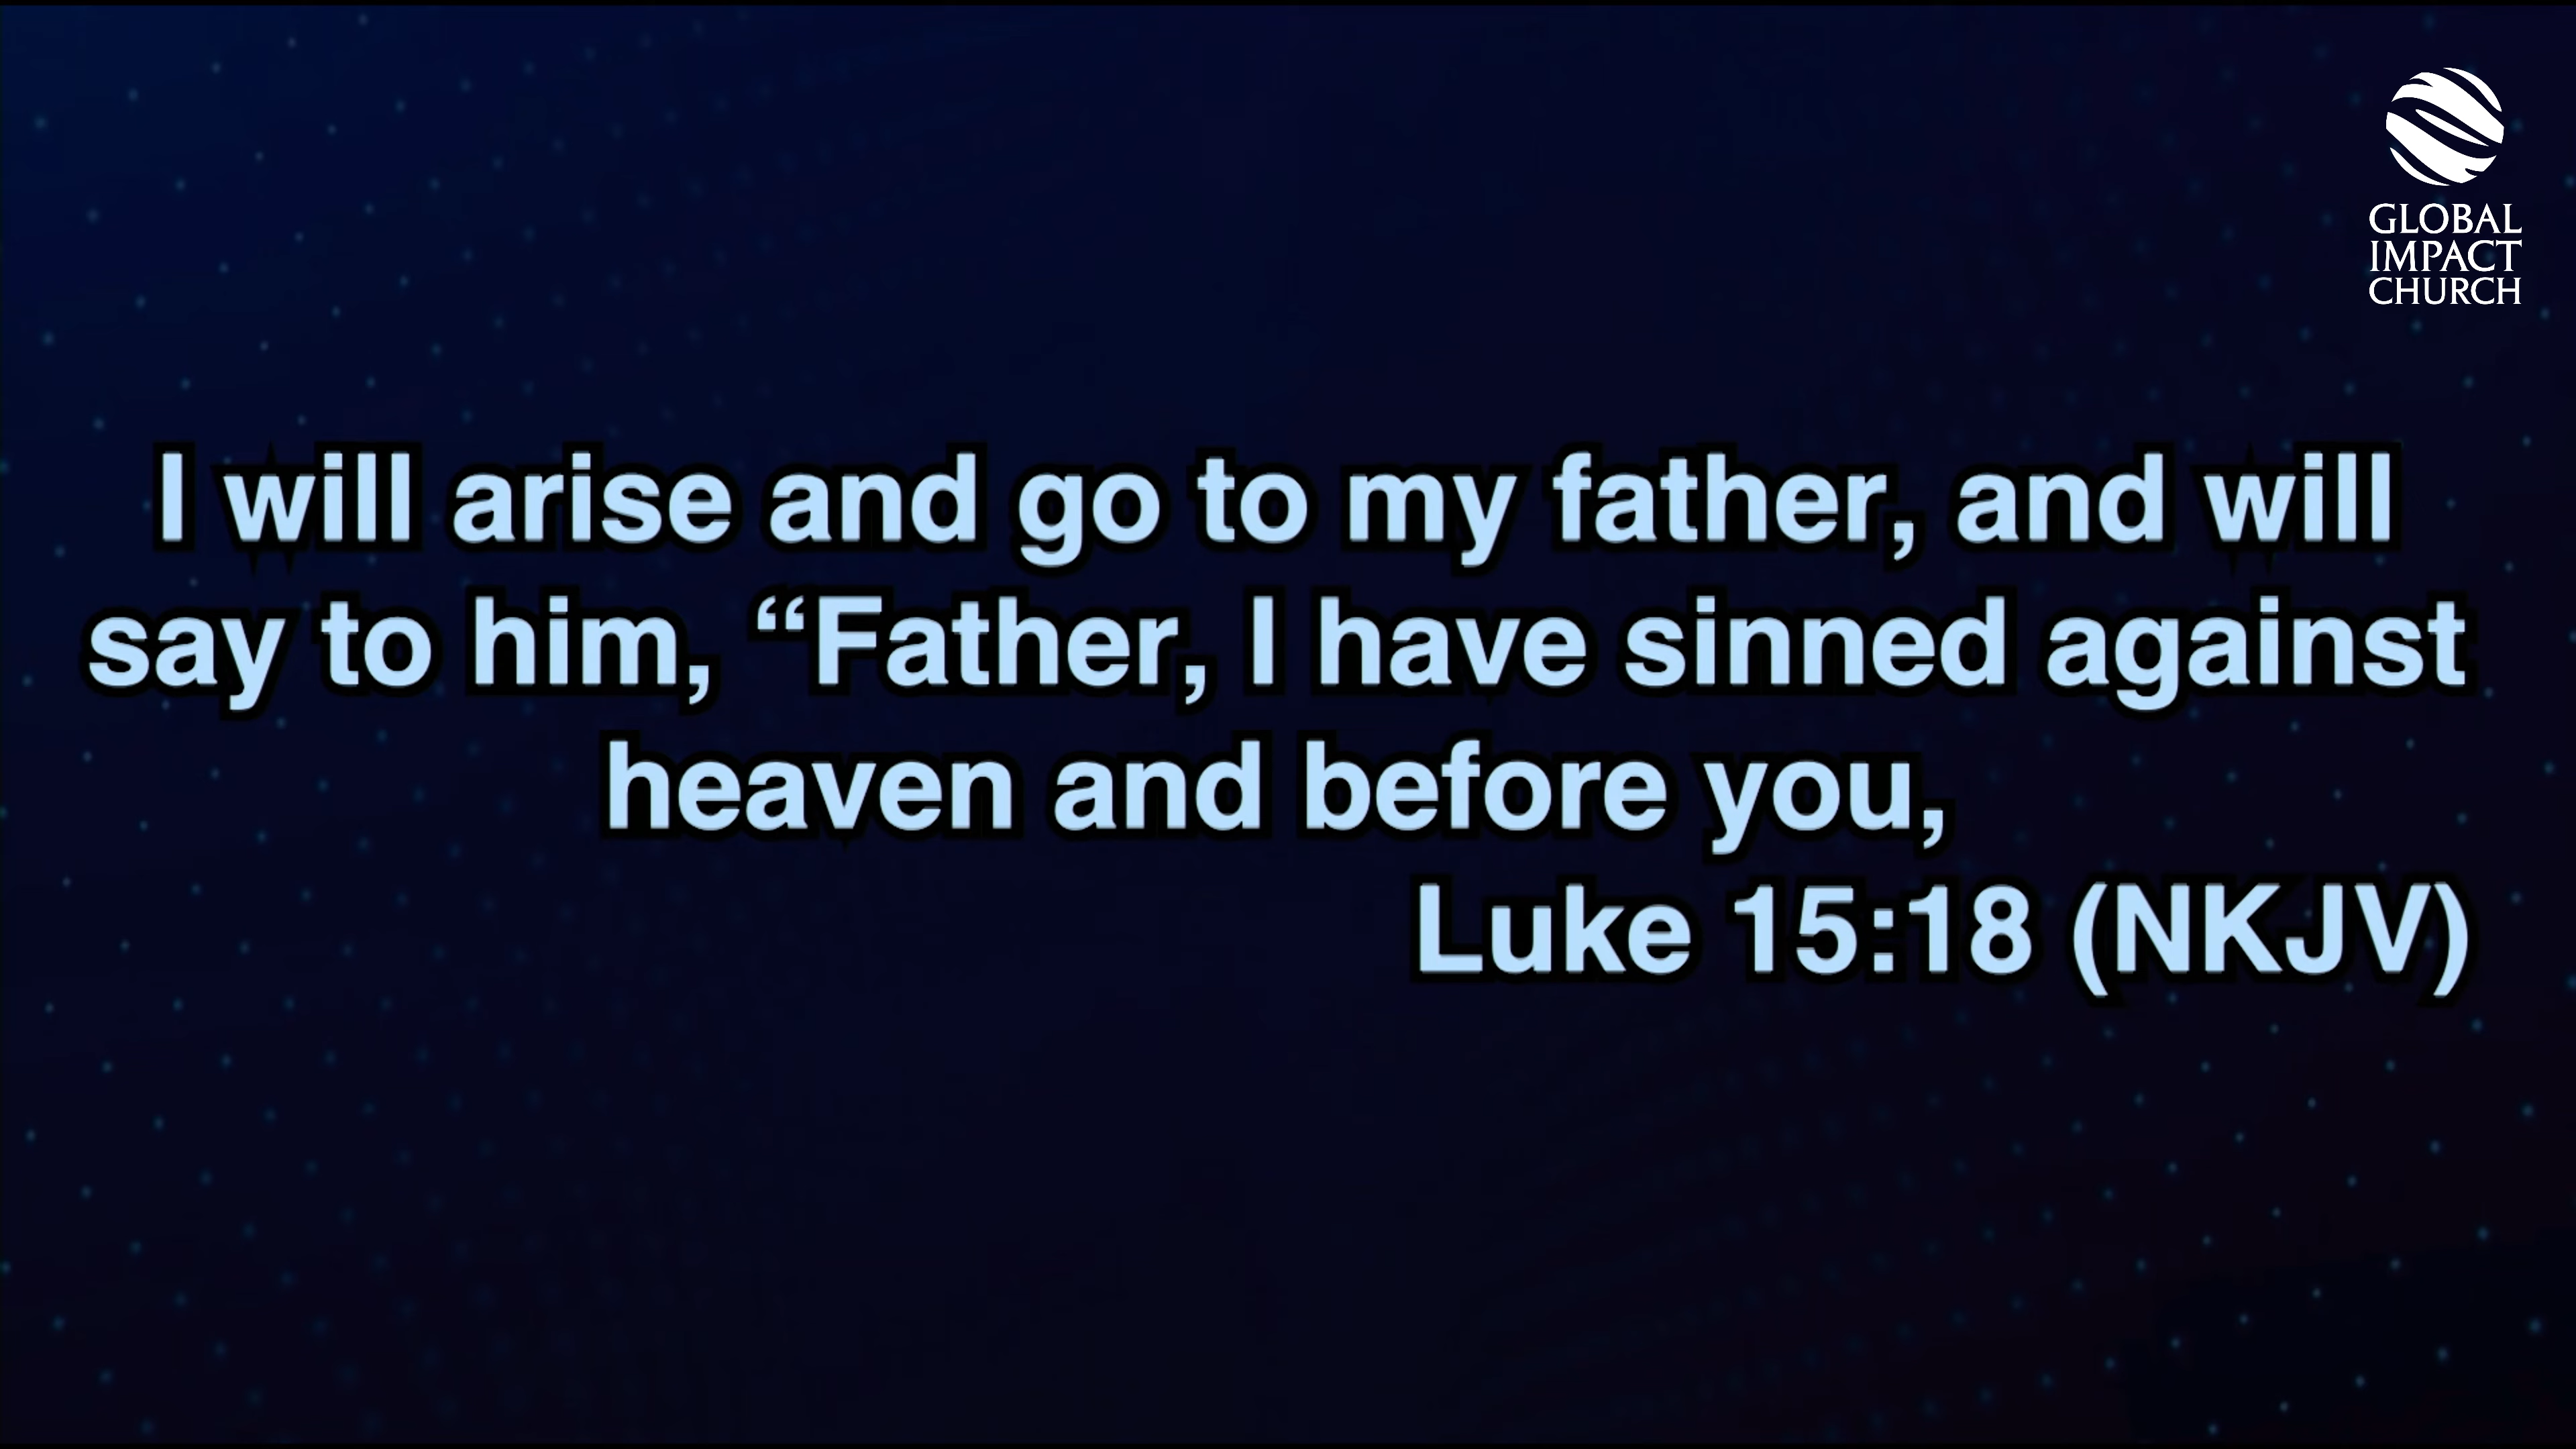 GLOBAL
IMPACT
CHURCH
I will arise and go to my father, and will
say to him, “Father, I have sinned against
heaven and before you,
Luke 15:18 (NKJV)